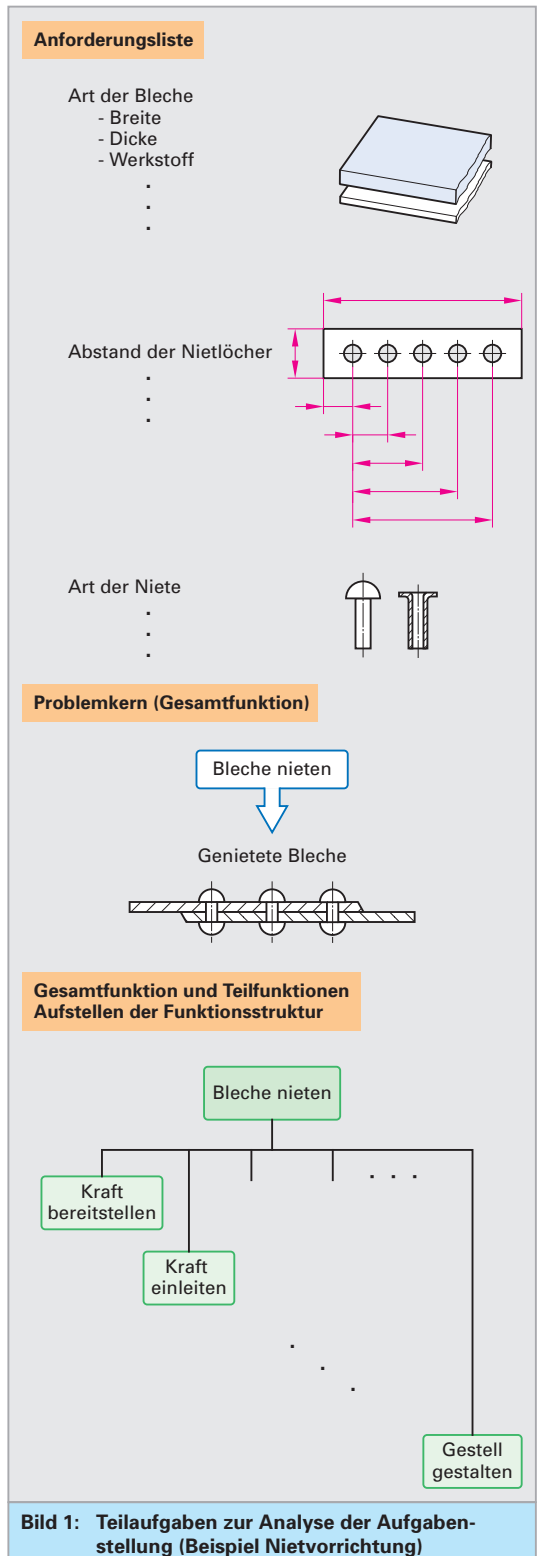 Anforderungsliste
Art der Bleche
- Breite
- Dicke
- Werkstoff
.
.
.
Abstand der Nietlöcher
.
.
.
Art der Niete
.
.
.
Problemkern (Gesamtfunktion)
Bleche nieten
Genietete Bleche
Gesamtfunktion und Teilfunktionen
Aufstellen der Funktionsstruktur
Bleche nieten
. . .
Kraft
bereitstellen
Kraft
einleiten
.
.
.
Gestell
gestalten
Bild 1: Teilaufgaben zur Analyse der Aufgaben-
stellung (Beispiel Nietvorrichtung)